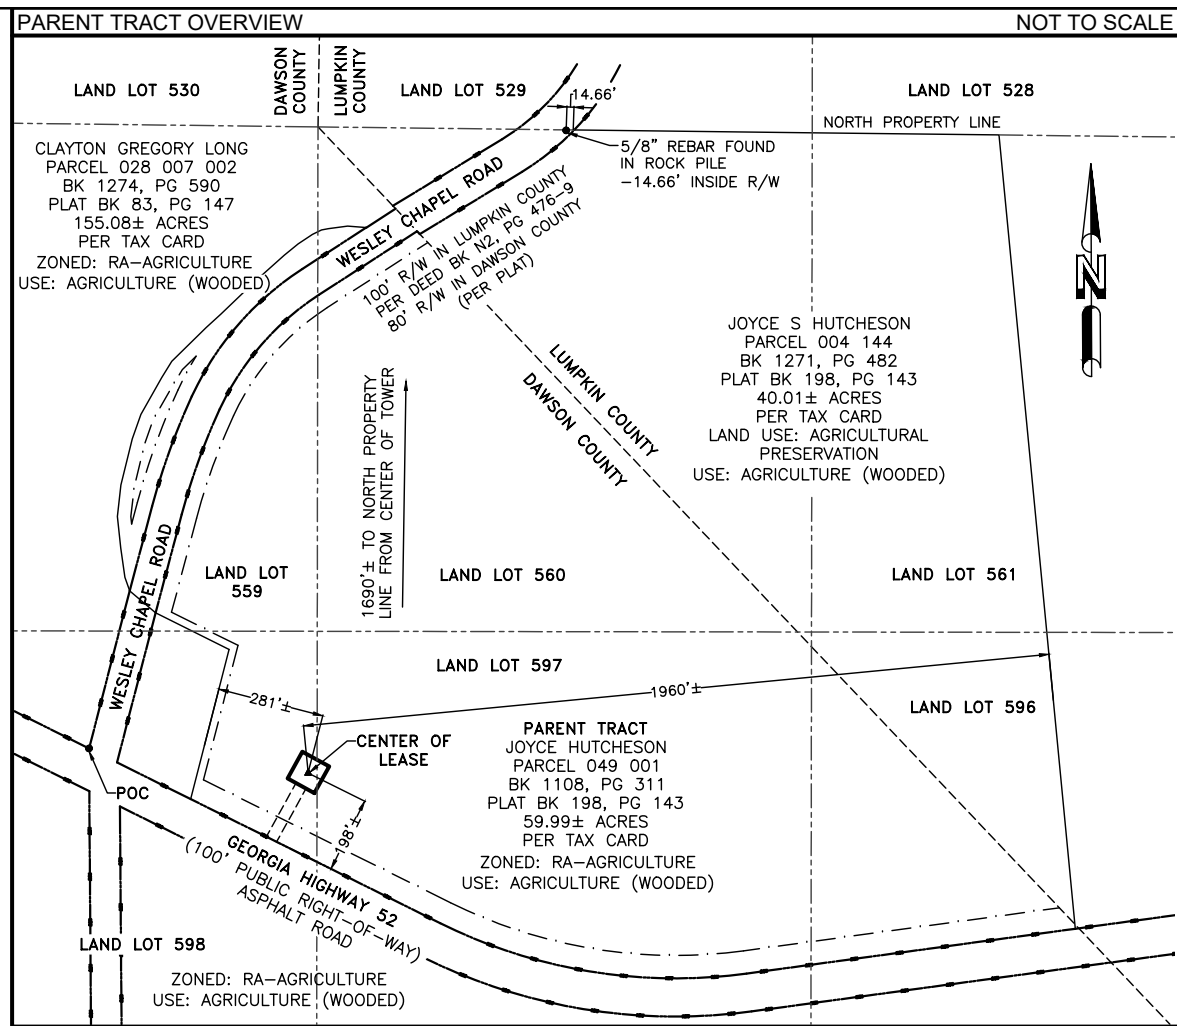 PARENT TRACT OVERVIEW
NOT TO SCALE
LAND LOT 530
DAWSON
COUNTY
LUMPKIN
COUNTY
LAND LOT 529
14.66'
LAND LOT 528
NORTH PROPERTY LINE
CLAYTON GREGORY LONG
PARCEL 028 007 002
BK 1274, PG 590
PLAT BK 83, PG 147
155.08± ACRES
PER TAX CARD
ZONED: RA-AGRICULTURE
USE: AGRICULTURE (WOODED)
5/8" REBAR FOUND
IN ROCK PILE
-14.66' INSIDE R/W
WESLEY CHAPEL ROAD
100' R/W IN LUMPKIN COUNTY
PER DEED BK N2, PG 476-9
80' R/W IN DAWSON COUNTY
(PER PLAT)
N
JOYCE S HUTCHESON
PARCEL 004 144
BK 1271, PG 482
PLAT BK 198, PG 143
40.01± ACRES
PER TAX CARD
LAND USE: AGRICULTURAL
PRESERVATION
USE: AGRICULTURE (WOODED)
LUMPKIN COUNTY
DAWSON COUNTY
1690'± TO NORTH PROPERTY
LINE FROM CENTER OF TOWER
WESLEY CHAPEL ROAD
LAND LOT
559
LAND LOT 560
LAND LOT 561
LAND LOT 597
1960'±
281'±
LAND LOT 596
CENTER OF
LEASE
PARENT TRACT
JOYCE HUTCHESON
PARCEL 049 001
BK 1108, PG 311
PLAT BK 198, PG 143
59.99± ACRES
PER TAX CARD
ZONED: RA-AGRICULTURE
USE: AGRICULTURE (WOODED)
POC
198'±
GEORGIA HIGHWAY 52
(100' PUBLIC RIGHT-OF-WAY)
ASPHALT ROAD
LAND LOT 598
ZONED: RA-AGRICULTURE
USE: AGRICULTURE (WOODED)